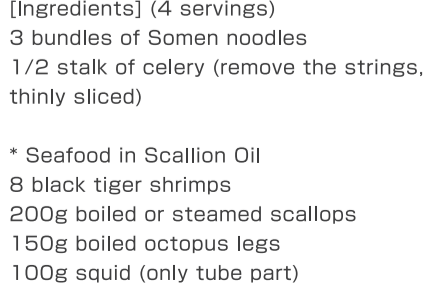 [Ingredients] (4 servings)
3 bundles of Somen noodles
1/2 stalk of celery (remove the strings,
thinly sliced)
* Seafood in Scallion Oil
8 black tiger shrimps
200g boiled or steamed scallops
150g boiled octopus legs
100g squid (only tube part)